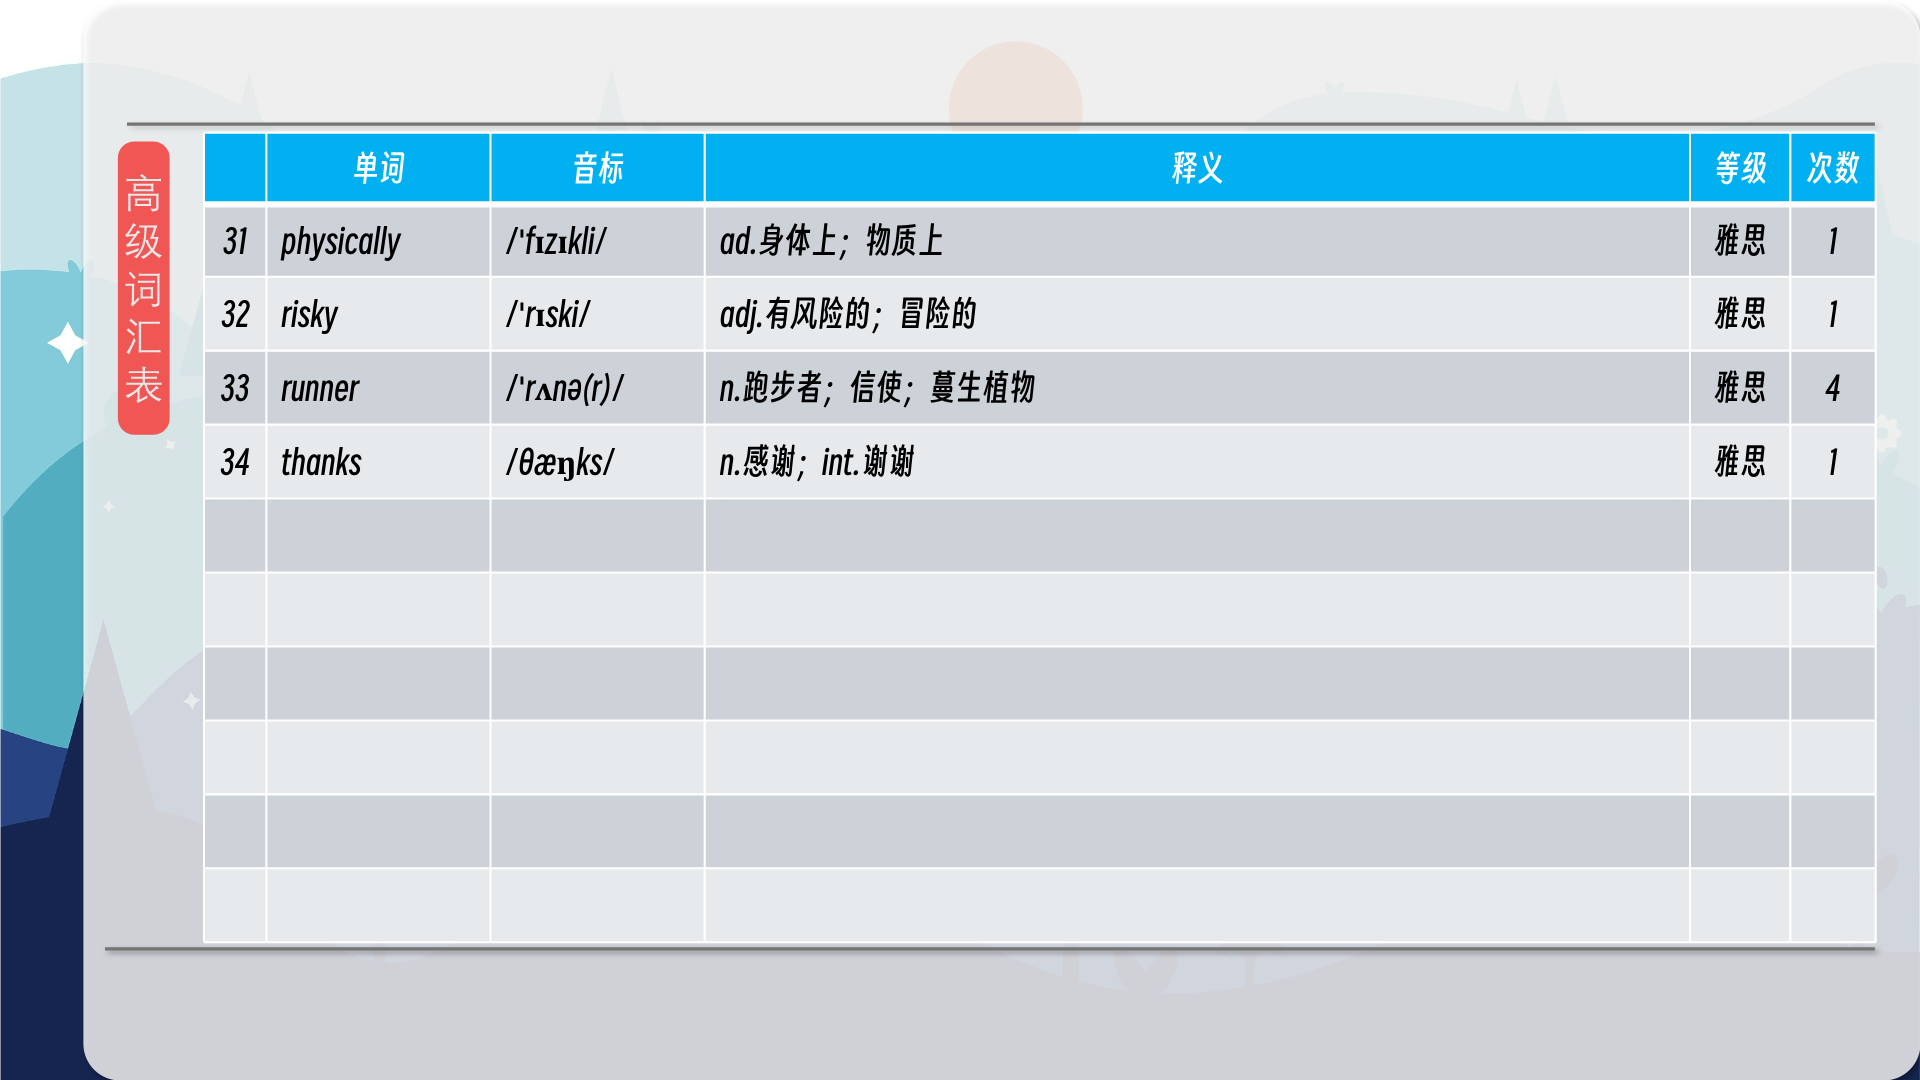 高级词汇表
单词 音标 释义 等级 次数
31 physically /'fɪzɪkli/ ad.身体上；物质上 雅思 1
32 risky /'rɪski/ adj.有风险的；冒险的 雅思 1
33 runner /'rʌnə(r)/ n.跑步者；信使；蔓生植物 雅思 4
34 thanks /θæŋks/ n.感谢；int.谢谢 雅思 1